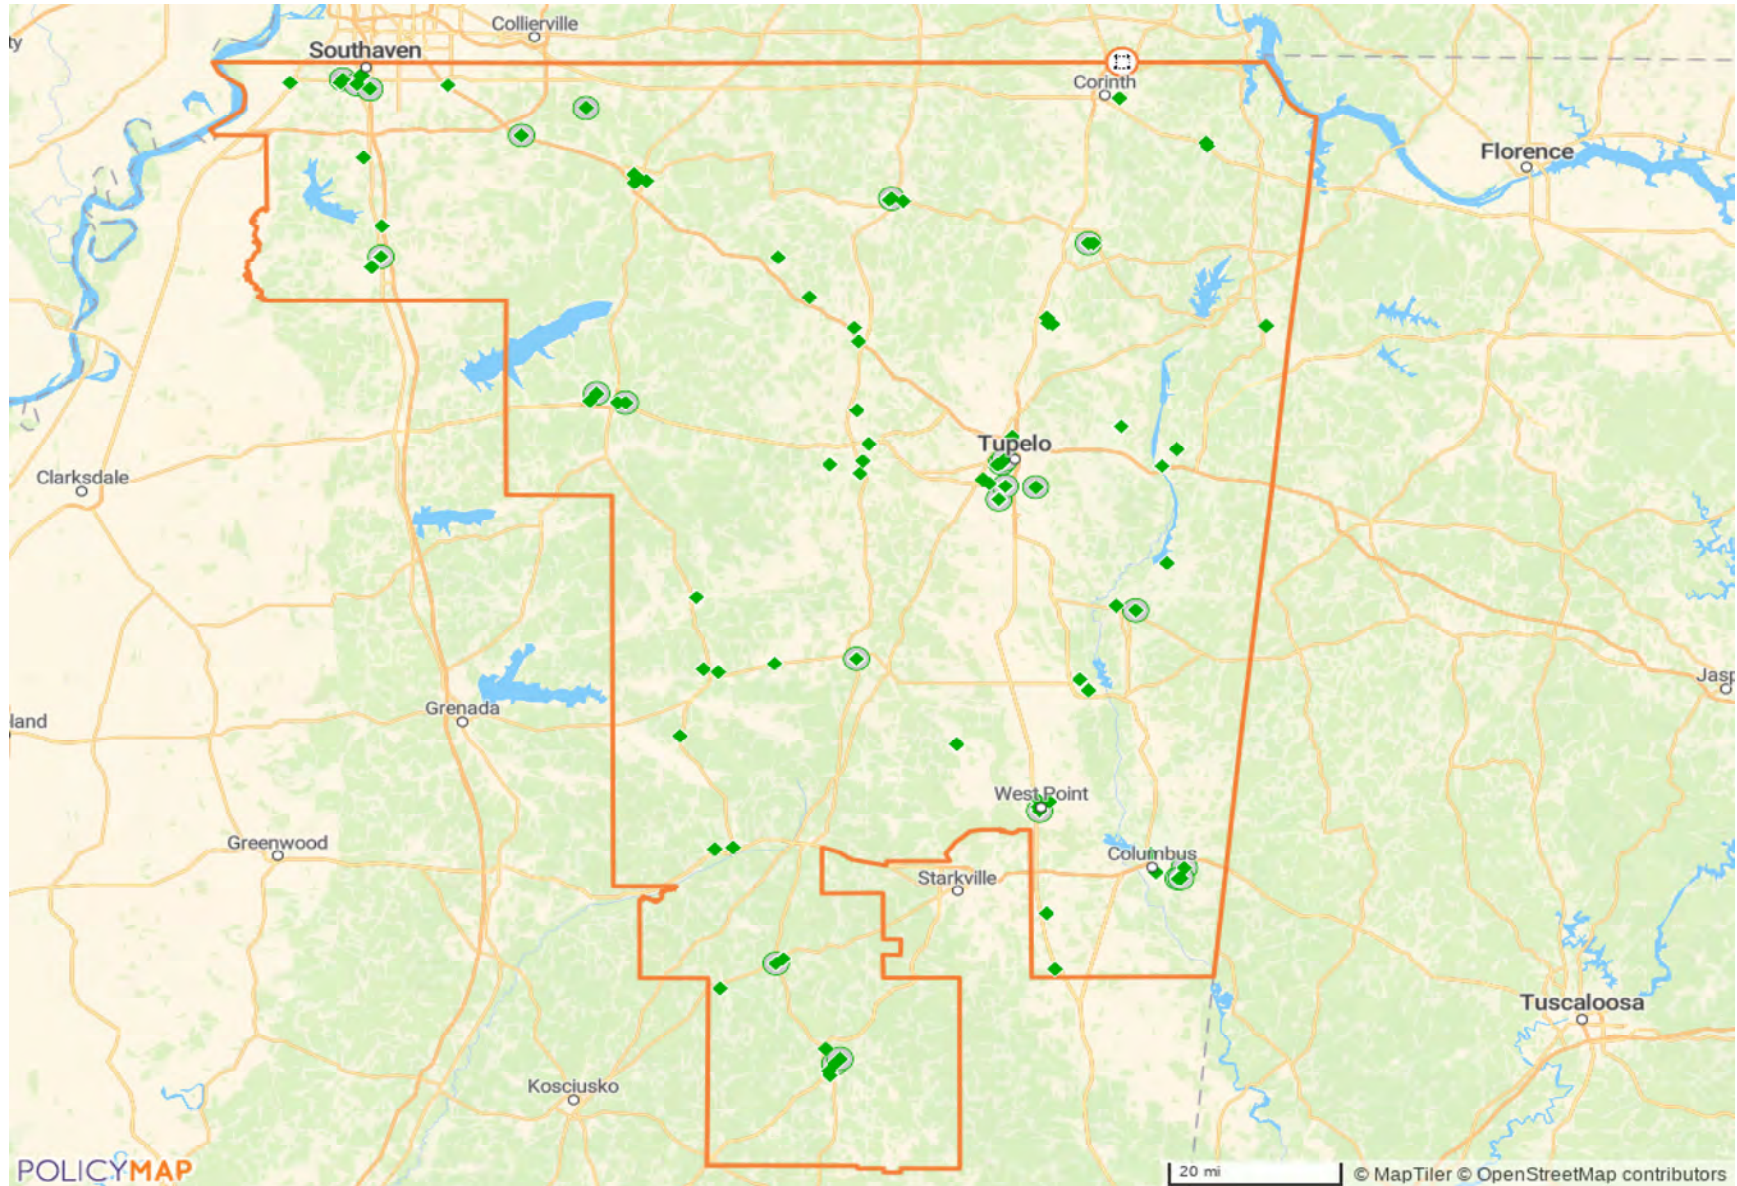 Collierville
ty
Southaven
Corinth
Florence
Tupelo
Clarksdale
Jasp
Grenada
land
West Point
Greenwood
Columbus
Starkville
Tuscaloosa
Kosciusko
POLICYMAP
20 mi
© MapTiler © OpenStreetMap contributors